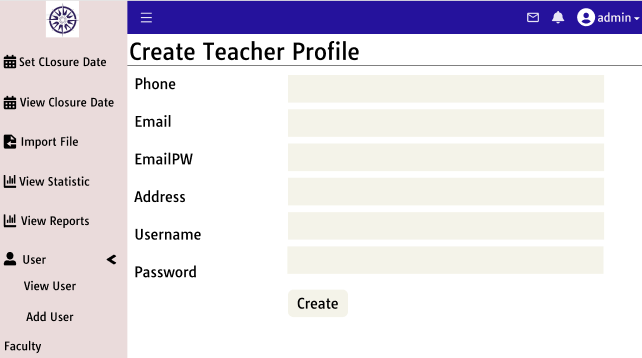 admin
Create Teacher Profile
Set CLosure Date
View Closure Date
Import File
View Statistic
View Reports
User
View User
Add User
Faculty
Phone
Email
EmailPW
Address
Username
Password
Create